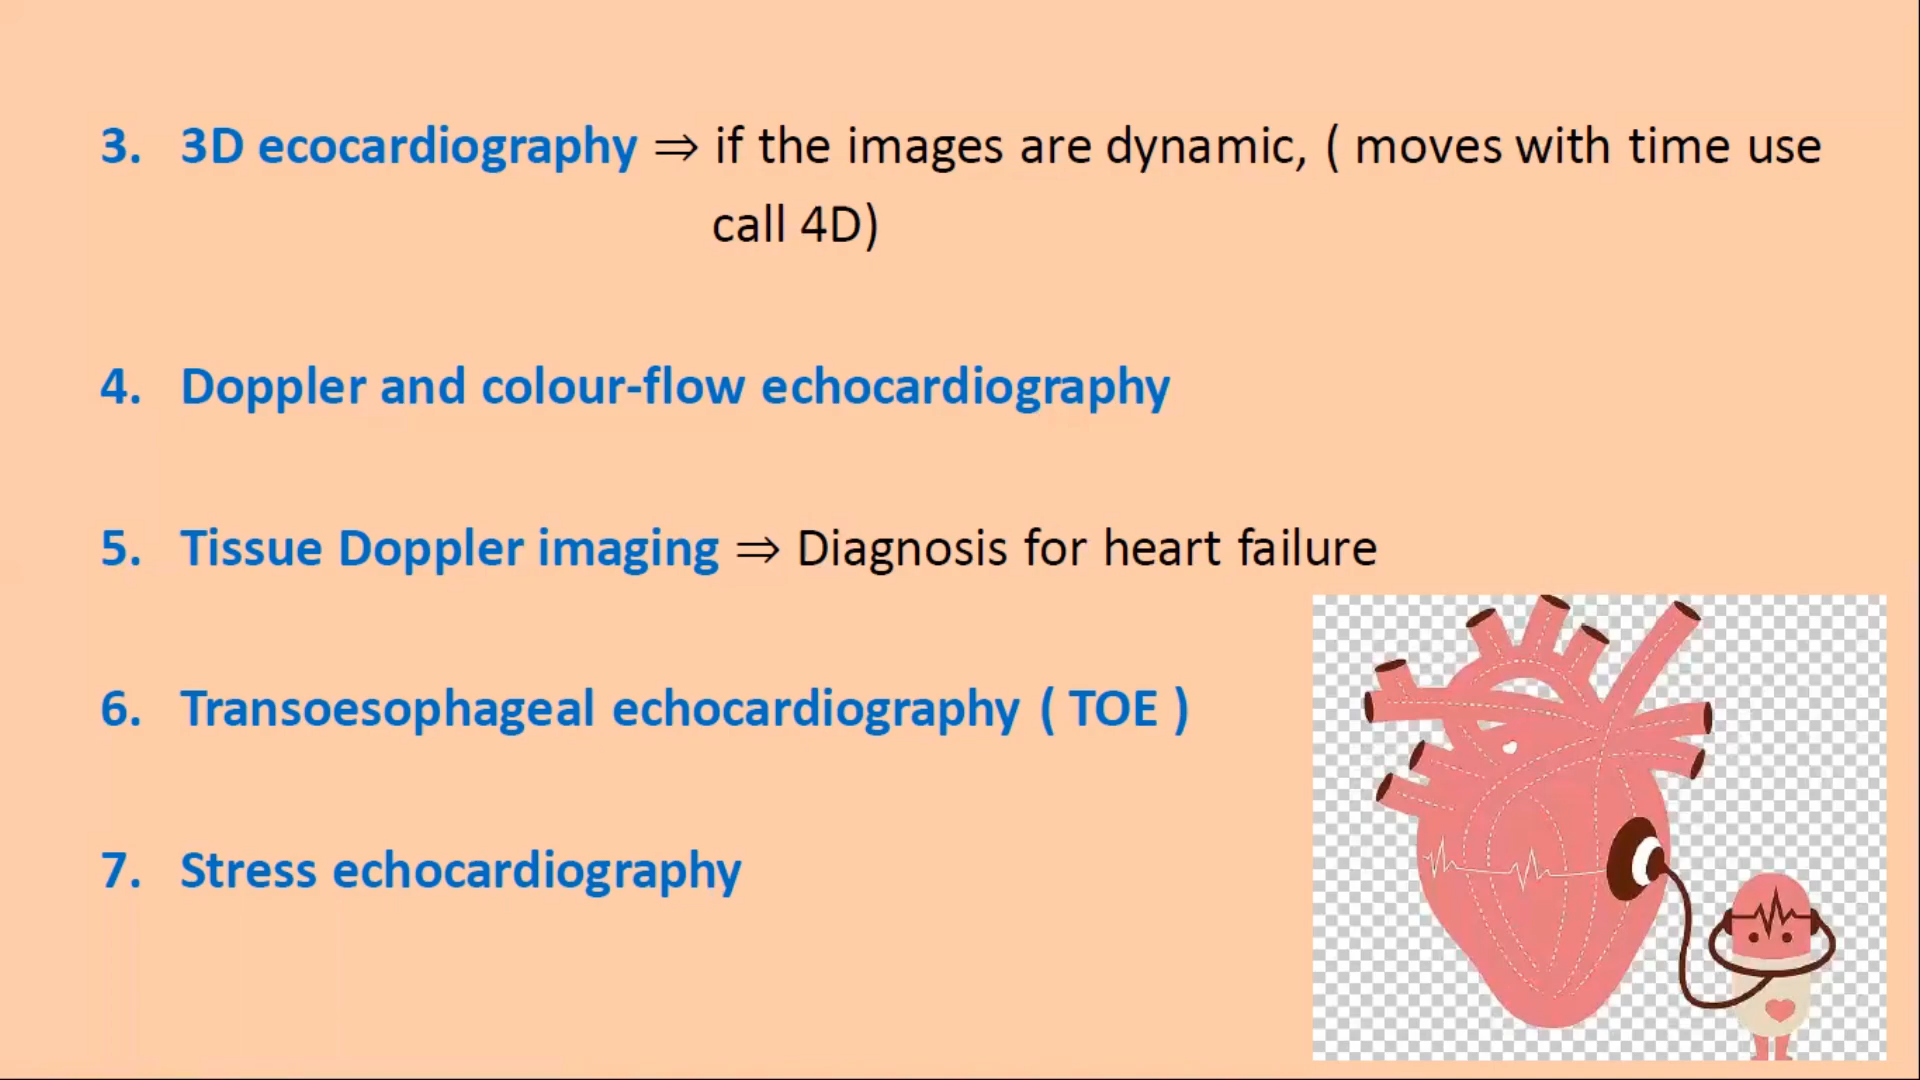 3. 3D ecocardiography ⇒ if the images are dynamic, ( moves with time use
call 4D)
4. Doppler and colour-flow echocardiography
5. Tissue Doppler imaging ⇒ Diagnosis for heart failure
6. Transoesophageal echocardiography ( TOE )
7. Stress echocardiography